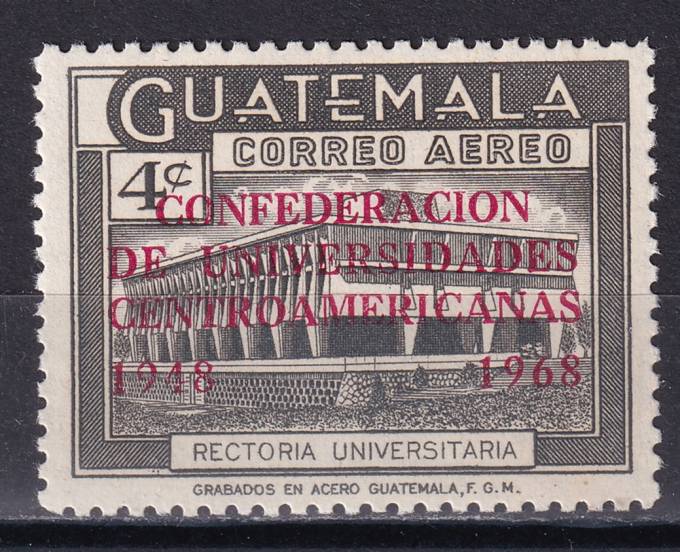 GUATEMALA
CORREO AEREO
4¢
CONFEDERACION
DE UNIVERSIDADES
CENTROAMERICANAS
1948 1968
RECTORIA UNIVERSITARIA
GRABADOS EN ACERO GUATEMALA, F. G. M.